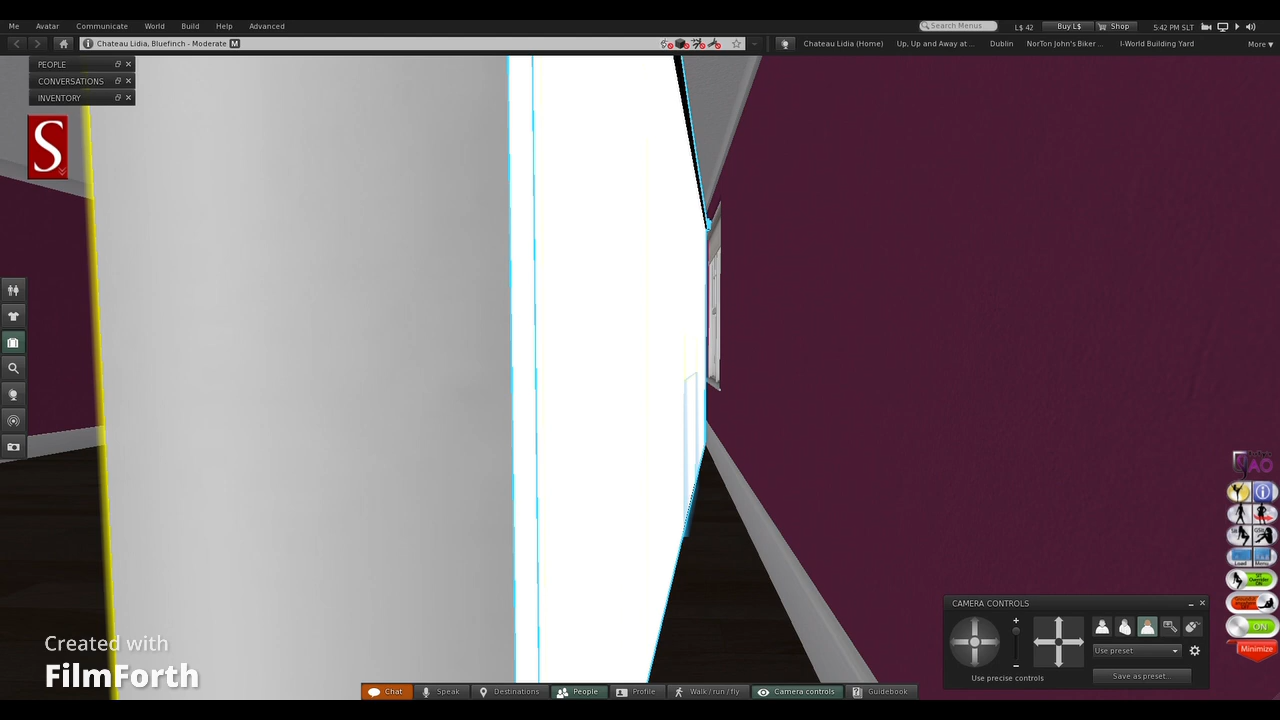 Me Avatar Communicate World Build Help Advanced Search Menus L$ 42 Buy L$ Shop 5:42 PM SLT
Chateau Lidia, Bluefinch - Moderate M Chateau Lidia (Home) Up, Up and Away at ... Dublin NorTon John's Biker ... I-World Building Yard More ▼
PEOPLE
CONVERSATIONS
INVENTORY
S
AO
Load Menu
ON
Minimize
CAMERA CONTROLS
Use preset
Use precise controls Save as preset...
Created with
FilmForth
Chat Speak Destinations People Profile Walk / run / fly Camera controls Guidebook